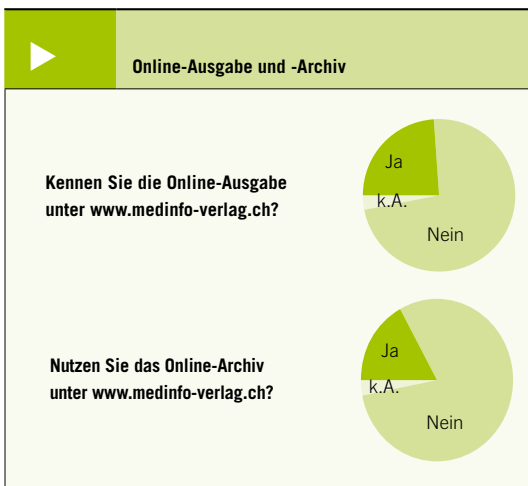 Online-Ausgabe und -Archiv
Kennen Sie die Online-Ausgabe
unter www.medinfo-verlag.ch?
Ja
k.A.
Nein
Nutzen Sie das Online-Archiv
unter www.medinfo-verlag.ch?
Ja
k.A.
Nein